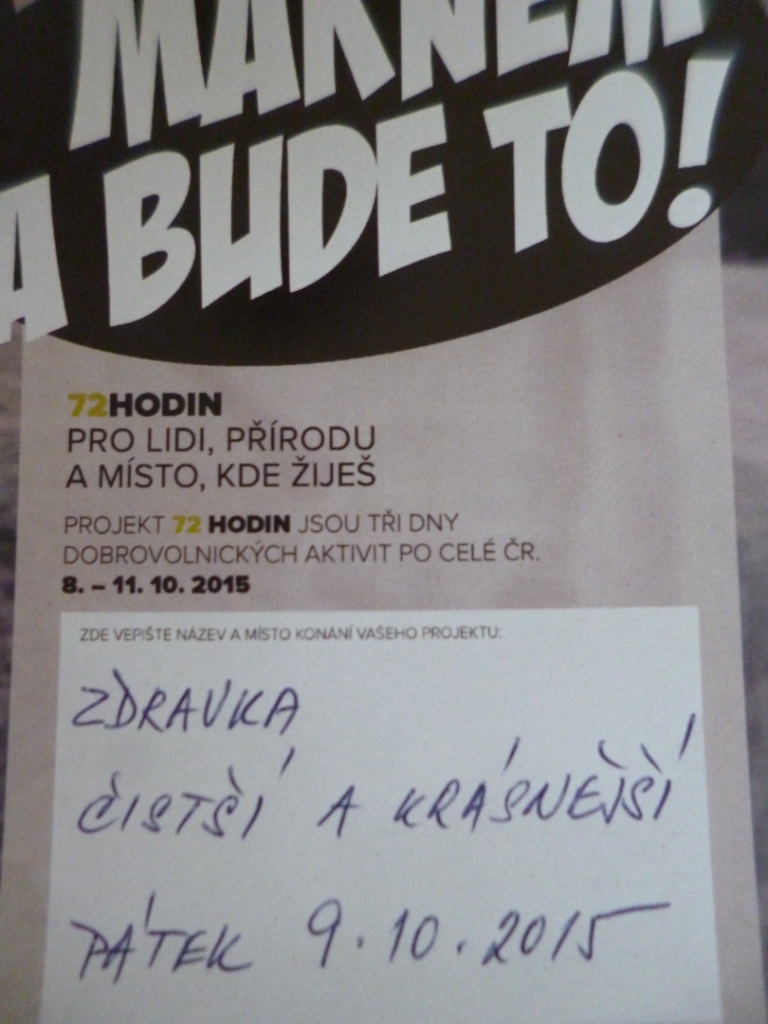 MÁKNEM
A BUDE TO!
72HODIN
PRO LIDI, PŘÍRODU
A MÍSTO, KDE ŽIJEŠ
PROJEKT 72 HODIN JSOU TŘI DNY
DOBROVOLNICKÝCH AKTIVIT PO CELÉ ČR.
8. – 11. 10. 2015
ZDE VEPIŠTE NÁZEV A MÍSTO KONÁNÍ VAŠEHO PROJEKTU:
ZDRAVKA
ČISTŠÍ A KRÁSNĚJŠÍ
PÁTEK 9.10.2015